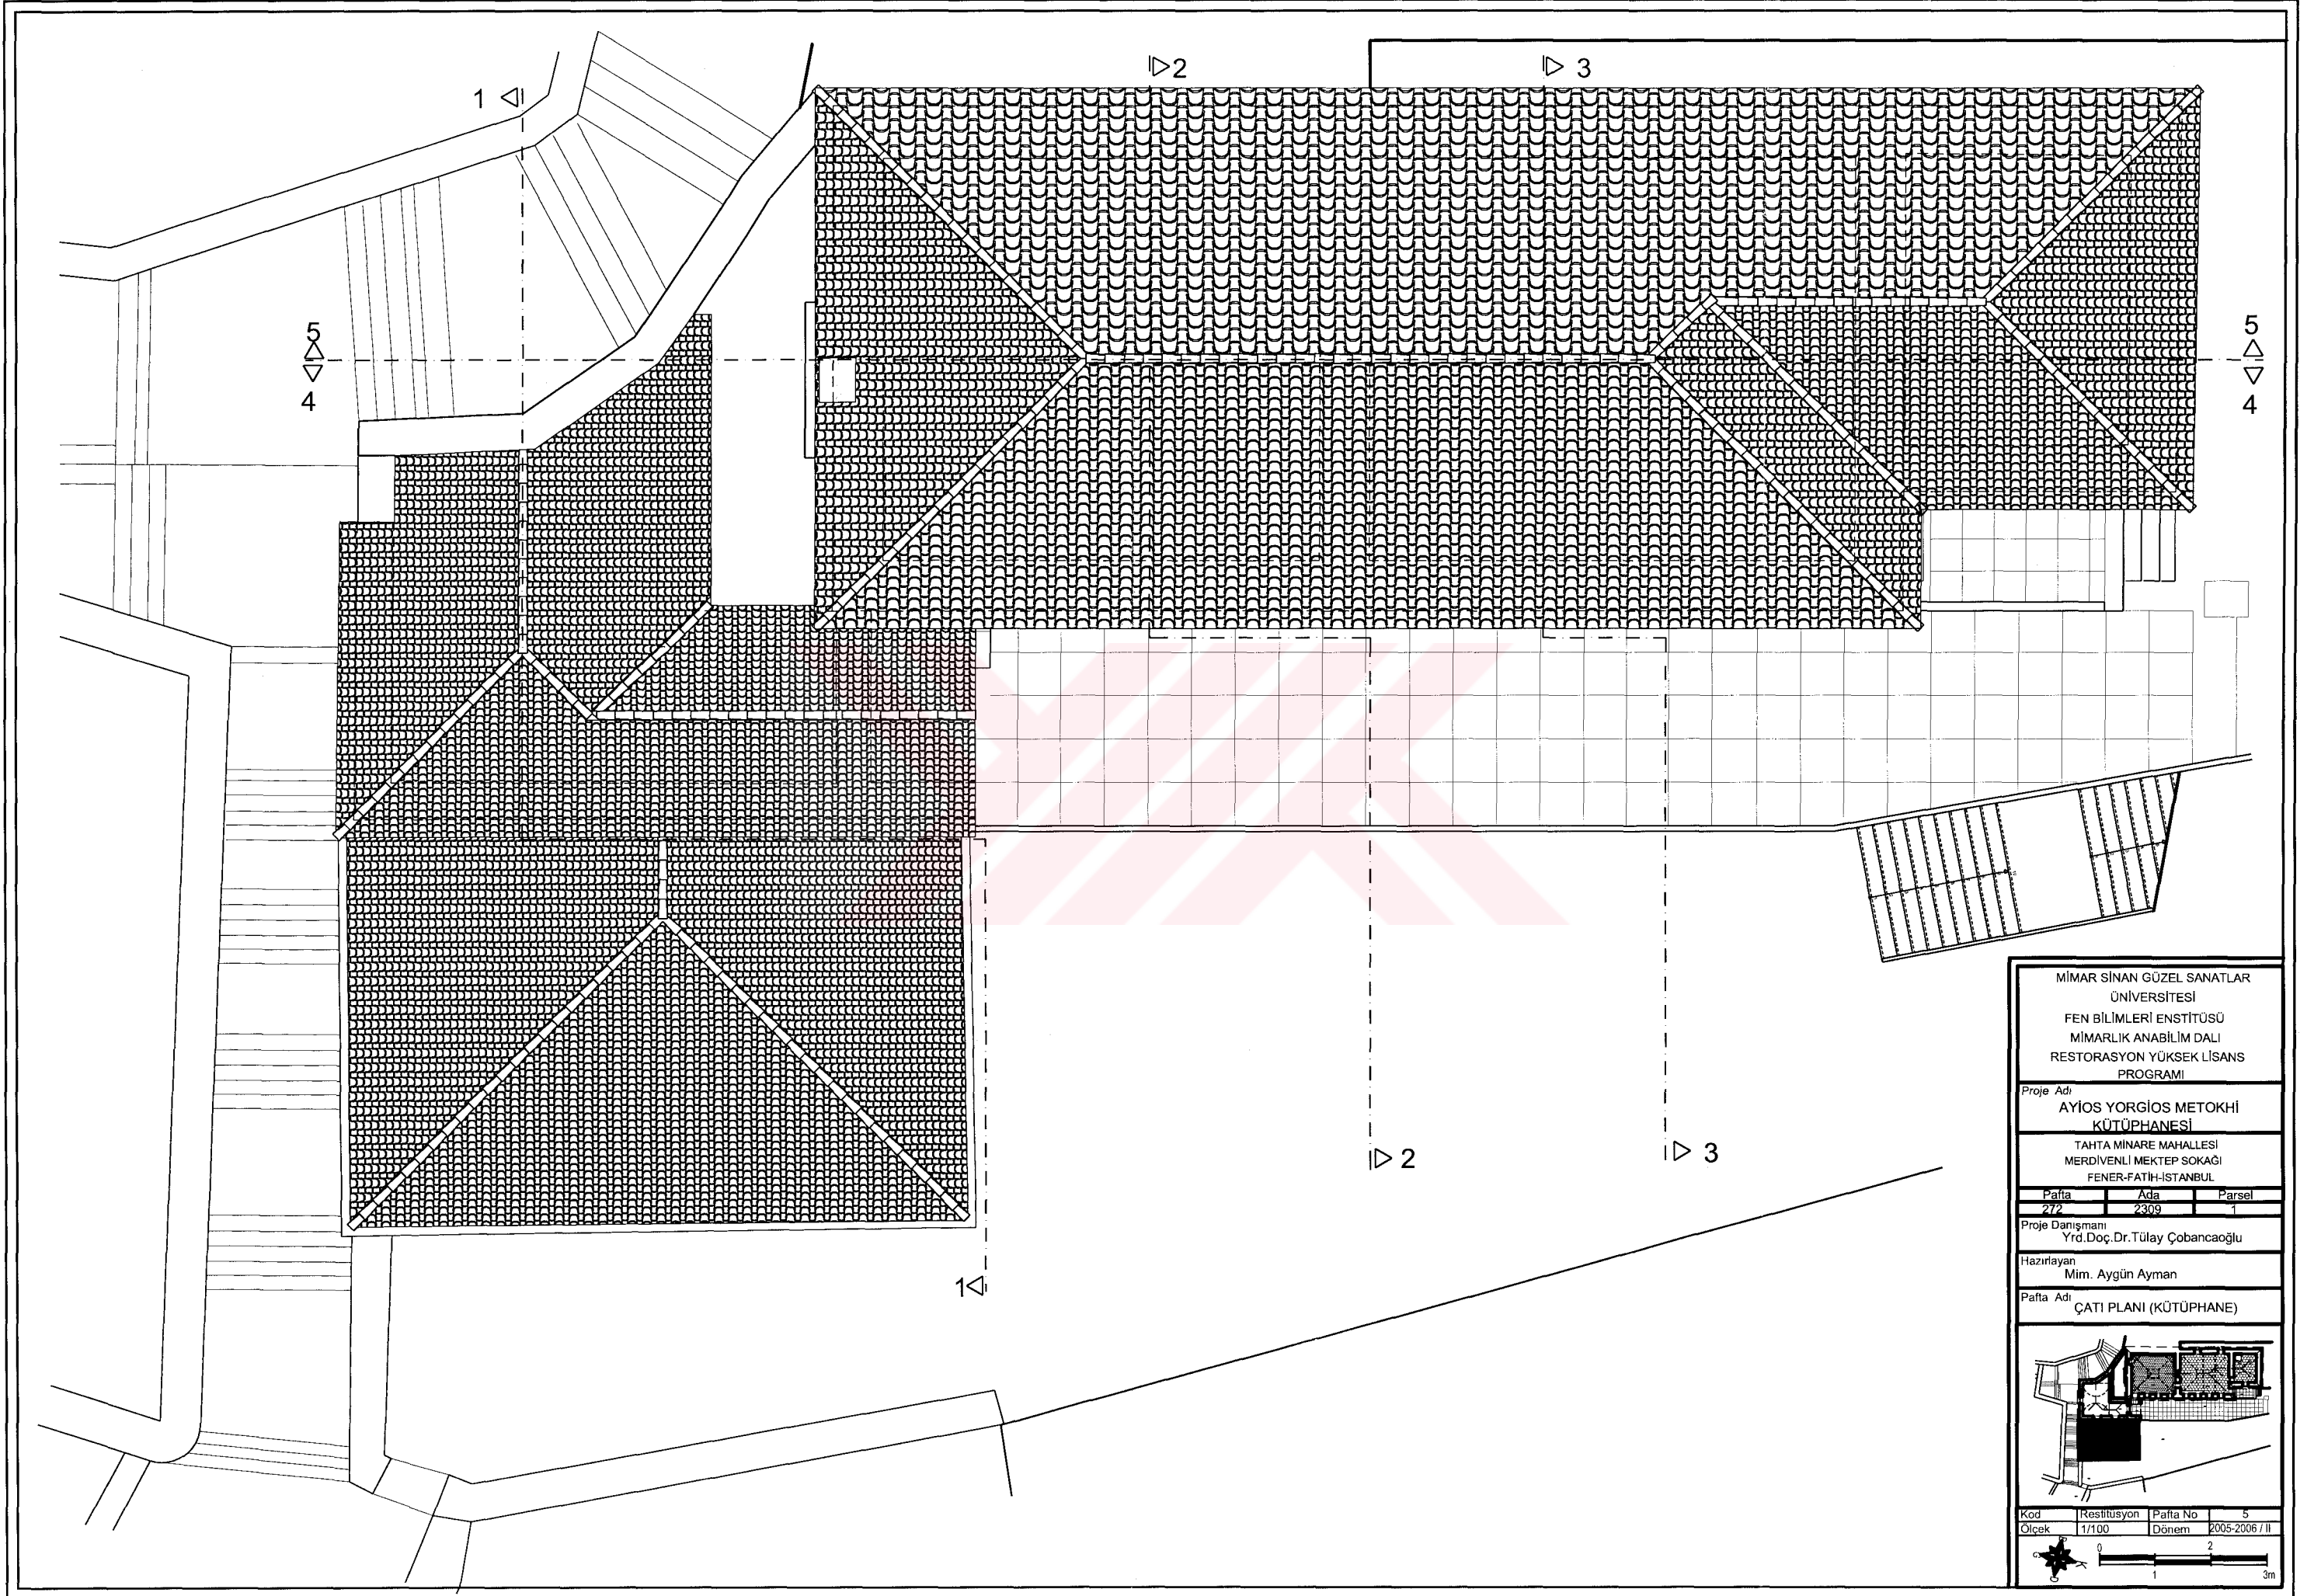 1
2
3
5
4
5
4
2
3
1
MİMAR SİNAN GÜZEL SANATLAR
ÜNİVERSİTESİ
FEN BİLİMLERİ ENSTİTÜSÜ
MİMARLIK ANABİLİM DALI
RESTORASYON YÜKSEK LİSANS
PROGRAMI
Proje Adı
AYİOS YORGİOS METOKHİ
KÜTÜPHANESİ
TAHTA MİNARE MAHALLESİ
MERDİVENLİ MEKTEP SOKAĞI
FENER-FATİH-İSTANBUL
Pafta Ada Parsel
272 2309 1
Proje Danışmanı
Yrd.Doç.Dr.Tülay Çobancaoğlu
Hazırlayan
Mim. Aygün Ayman
Pafta Adı
ÇATI PLANI (KÜTÜPHANE)
Kod Restitüsyon Pafta No 5
Ölçek 1/100 Dönem 2005-2006 / II
B
G
K
D
0 2
1 3m